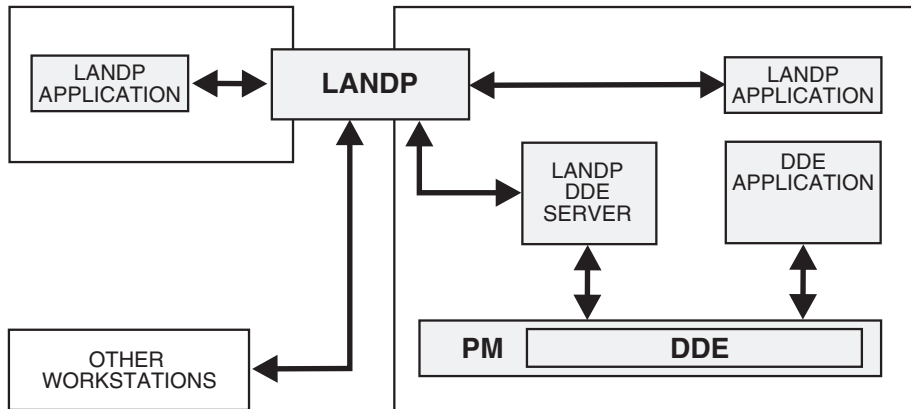 LANDP
APPLICATION
LANDP
LANDP
APPLICATION
LANDP
DDE
SERVER
DDE
APPLICATION
PM
DDE
OTHER
WORKSTATIONS